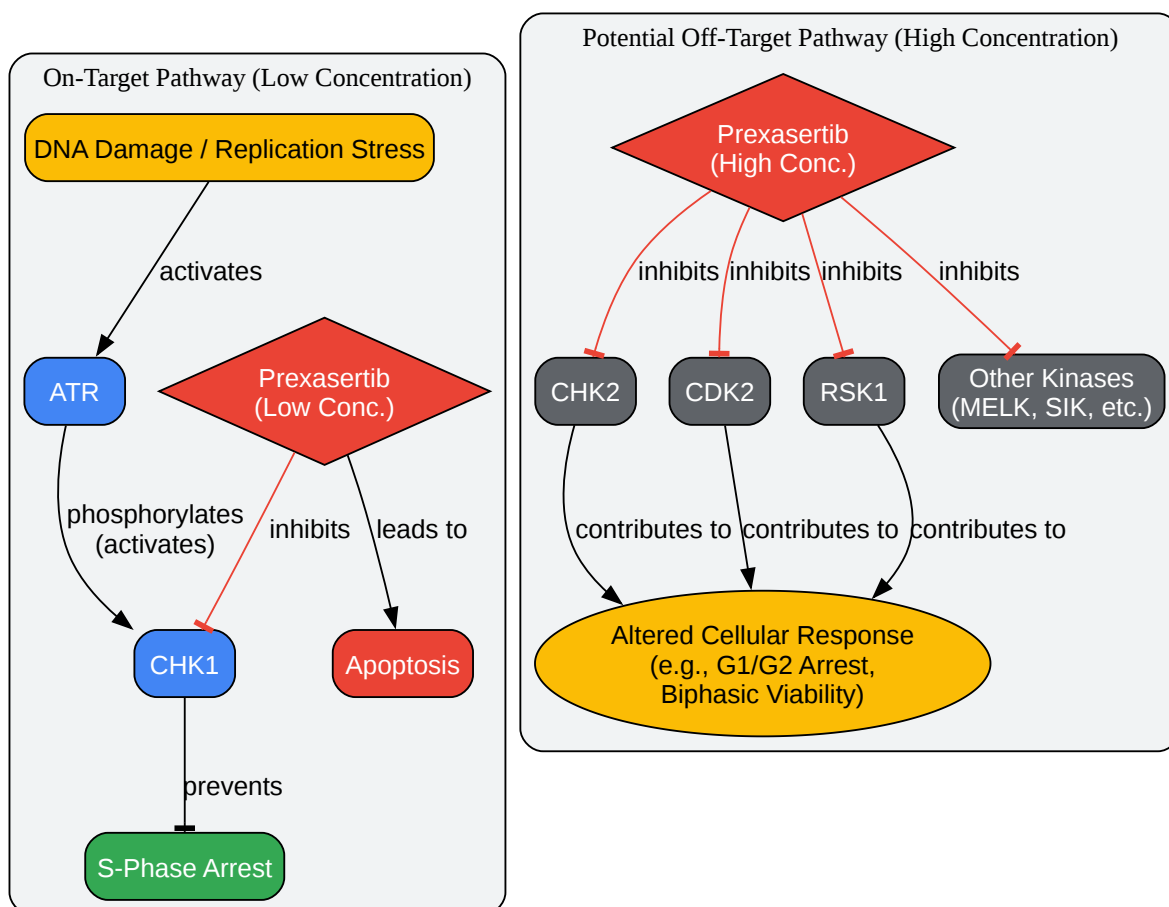 On-Target Pathway (Low Concentration)
DNA Damage / Replication Stress
activates
ATR
Prexasertib
(Low Conc.)
phosphorylates
(activates)
inhibits
leads to
CHK1
Apoptosis
prevents
S-Phase Arrest
Potential Off-Target Pathway (High Concentration)
Prexasertib
(High Conc.)
inhibits
inhibits
inhibits
inhibits
CHK2
CDK2
RSK1
Other Kinases
(MELK, SIK, etc.)
contributes to
contributes to
contributes to
Altered Cellular Response
(e.g., G1/G2 Arrest,
Biphasic Viability)